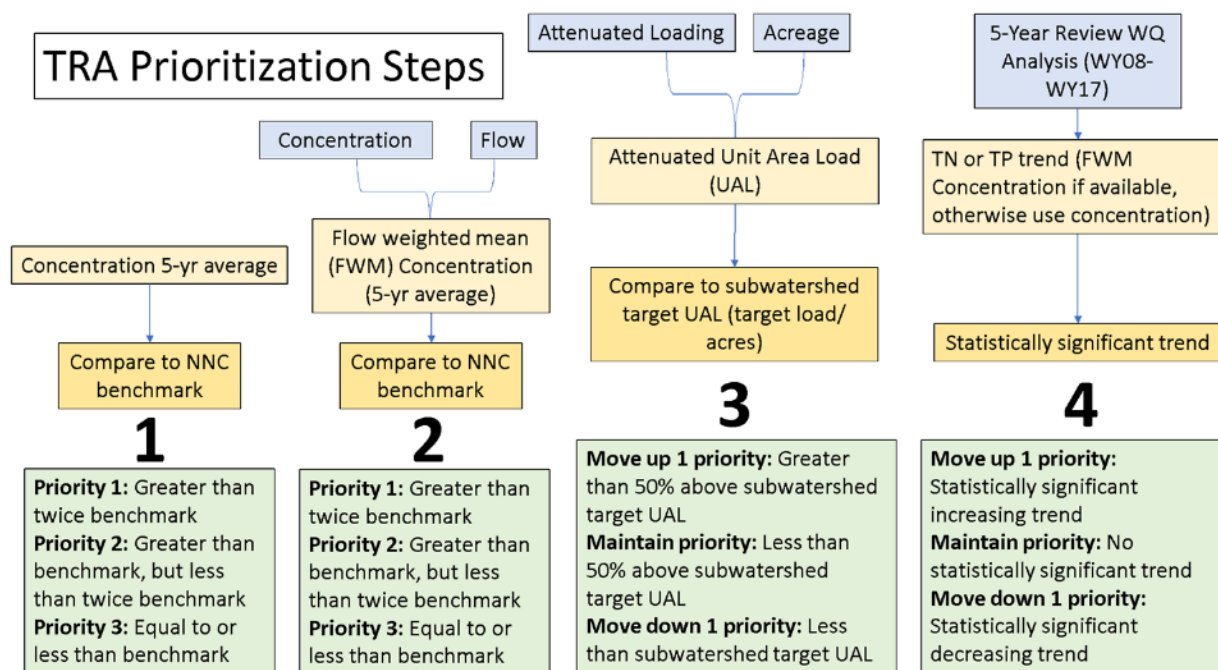 TRA Prioritization Steps
Concentration
Flow
Concentration 5-yr average
Flow weighted mean
(FWM) Concentration
(5-yr average)
Compare to NNC
benchmark
Compare to NNC
benchmark
Attenuated Loading
Acreage
Attenuated Unit Area Load
(UAL)
Compare to subwatershed
target UAL (target load/
acres)
5-Year Review WQ
Analysis (WY08-
WY17)
TN or TP trend (FWM
Concentration if available,
otherwise use concentration)
Statistically significant trend
1
Priority 1: Greater than
twice benchmark
Priority 2: Greater than
benchmark, but less
than twice benchmark
Priority 3: Equal to or
less than benchmark
2
Priority 1: Greater than
twice benchmark
Priority 2: Greater than
benchmark, but less
than twice benchmark
Priority 3: Equal to or
less than benchmark
3
Move up 1 priority: Greater
than 50% above subwatershed
target UAL
Maintain priority: Less than
50% above subwatershed
target UAL
Move down 1 priority: Less
than subwatershed target UAL
4
Move up 1 priority:
Statistically significant
increasing trend
Maintain priority: No
statistically significant trend
Move down 1 priority:
Statistically significant
decreasing trend